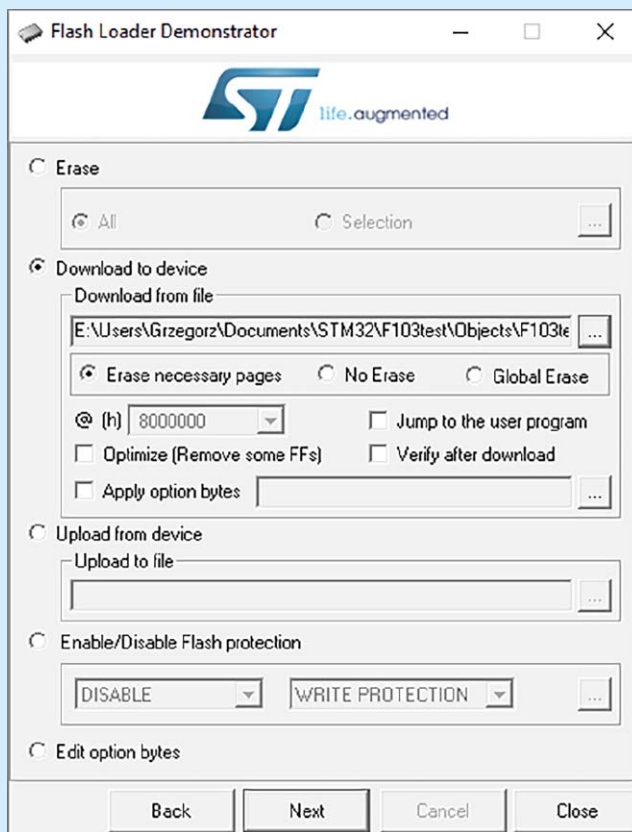 Flash Loader Demonstrator
ST life.augmented
Erase
All Selection ...
Download to device
Download from file
E:\Users\Grzegorz\Documents\STM32\F103test\Objects\F103te ...
Erase necessary pages No Erase Global Erase
@ (h) 8000000 Jump to the user program
Optimize (Remove some FFs) Verify after download
Apply option bytes ...
Upload from device
Upload to file
...
Enable/Disable Flash protection
DISABLE WRITE PROTECTION ...
Edit option bytes
Back Next Cancel Close